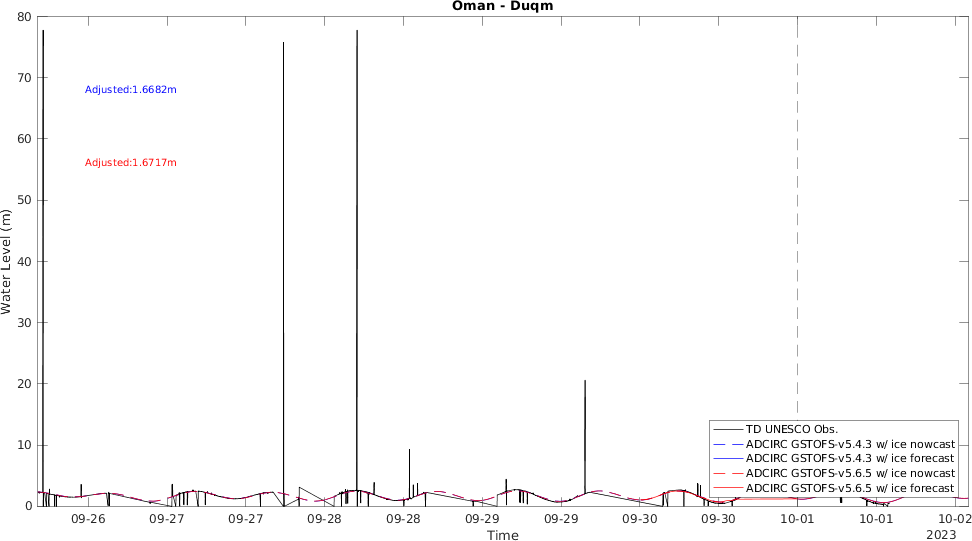 Oman - Duqm
80
70
60
50
40
30
20
10
0
Water Level (m)
Adjusted:1.6682m
Adjusted:1.6717m
TD UNESCO Obs.
ADCIRC GSTOFS-v5.4.3 w/ ice nowcast
ADCIRC GSTOFS-v5.4.3 w/ ice forecast
ADCIRC GSTOFS-v5.6.5 w/ ice nowcast
ADCIRC GSTOFS-v5.6.5 w/ ice forecast
09-26 09-27 09-27 09-28 09-28 09-29 09-29 09-30 09-30 10-01 10-01 10-02
Time
2023